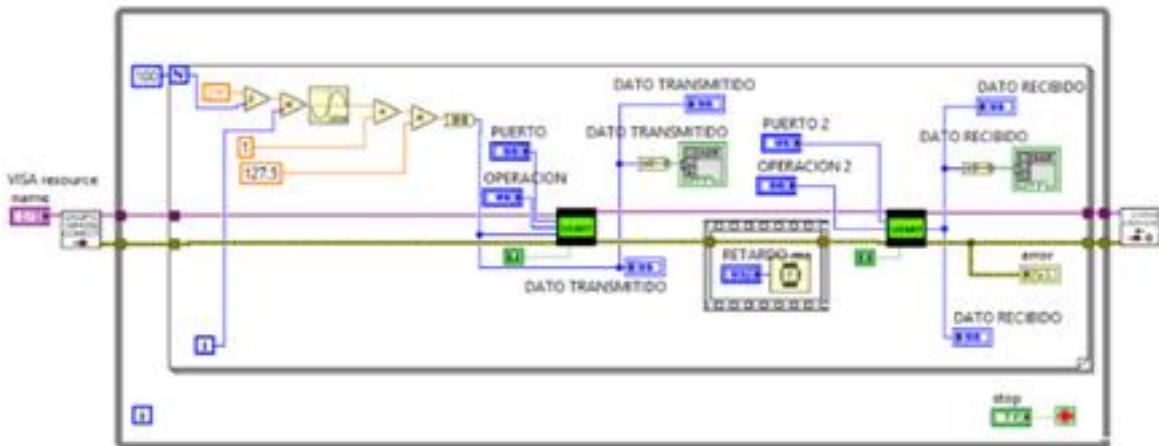 100
N
DATO TRANSMITIDO
DATO RECIBIDO
PUERTO
DATO TRANSMITIDO
PUERTO 2
DATO RECIBIDO
1
127.5
OPERACION
OPERACION 2
VISA resource
name
RETARDO ms
error
DATO TRANSMITIDO
DATO RECIBIDO
i
i
stop